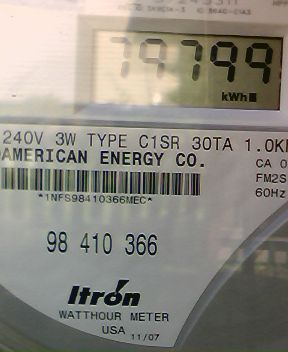 79799
kWh
240V 3W TYPE C1SR 30TA 1.0K
AMERICAN ENERGY CO.
CA 0
FM2S
60Hz
*1NFS98410366MEC*
98 410 366
Itron
WATTHOUR METER
USA 11/07